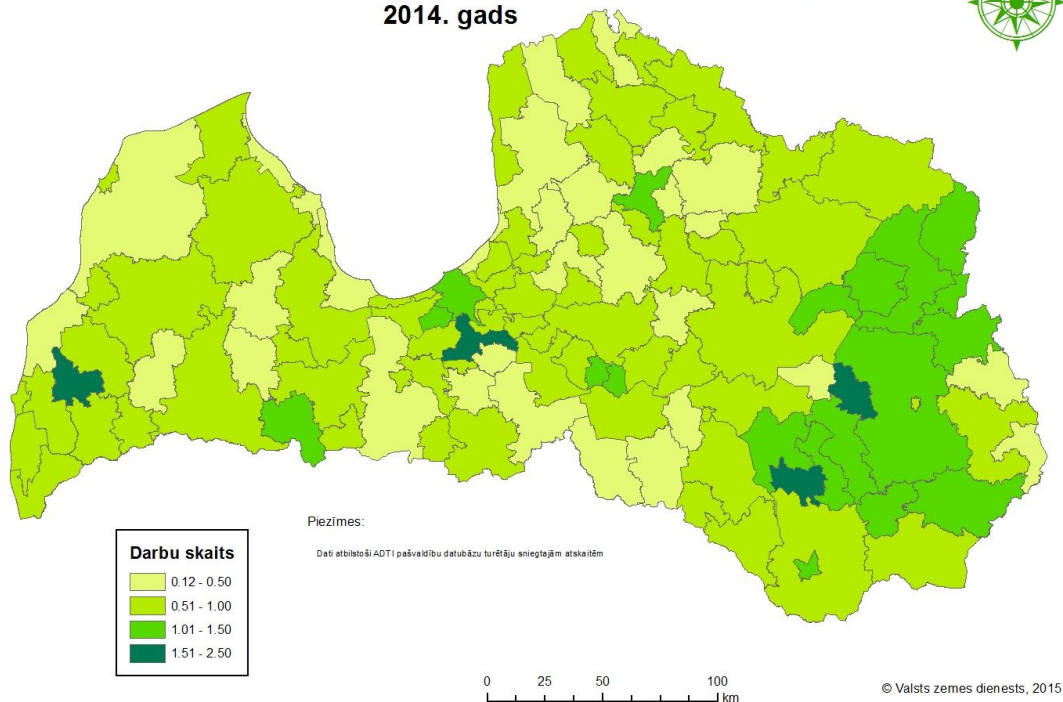 2014. gads
Piezīmes:
Dati atbilstoši ADTI pašvaldību datubāzu turētāju sniegtajām atskaitēm
Darbu skaits
0.12 - 0.50
0.51 - 1.00
1.01 - 1.50
1.51 - 2.50
0 25 50 100
km
© Valsts zemes dienests, 2015